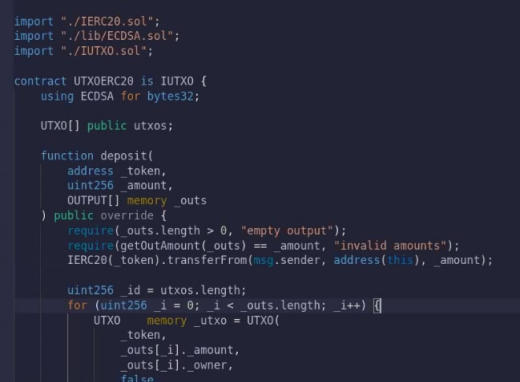 import "./IERC20.sol";
import "./lib/ECDSA.sol";
import "./IUTXO.sol";
contract UTXOERC20 is IUTXO {
using ECDSA for bytes32;
UTXO[] public utxos;
function deposit(
address _token,
uint256 _amount,
OUTPUT[] memory _outs
) public override {
require(_outs.length > 0, "empty output");
require(getOutAmount(_outs) == _amount, "invalid amounts");
IERC20(_token).transferFrom(msg.sender, address(this), _amount);
uint256 _id = utxos.length;
for (uint256 _i = 0; _i < _outs.length; _i++) {
UTXO memory _utxo = UTXO(
_token,
_outs[_i]._amount,
_outs[_i]._owner,
false